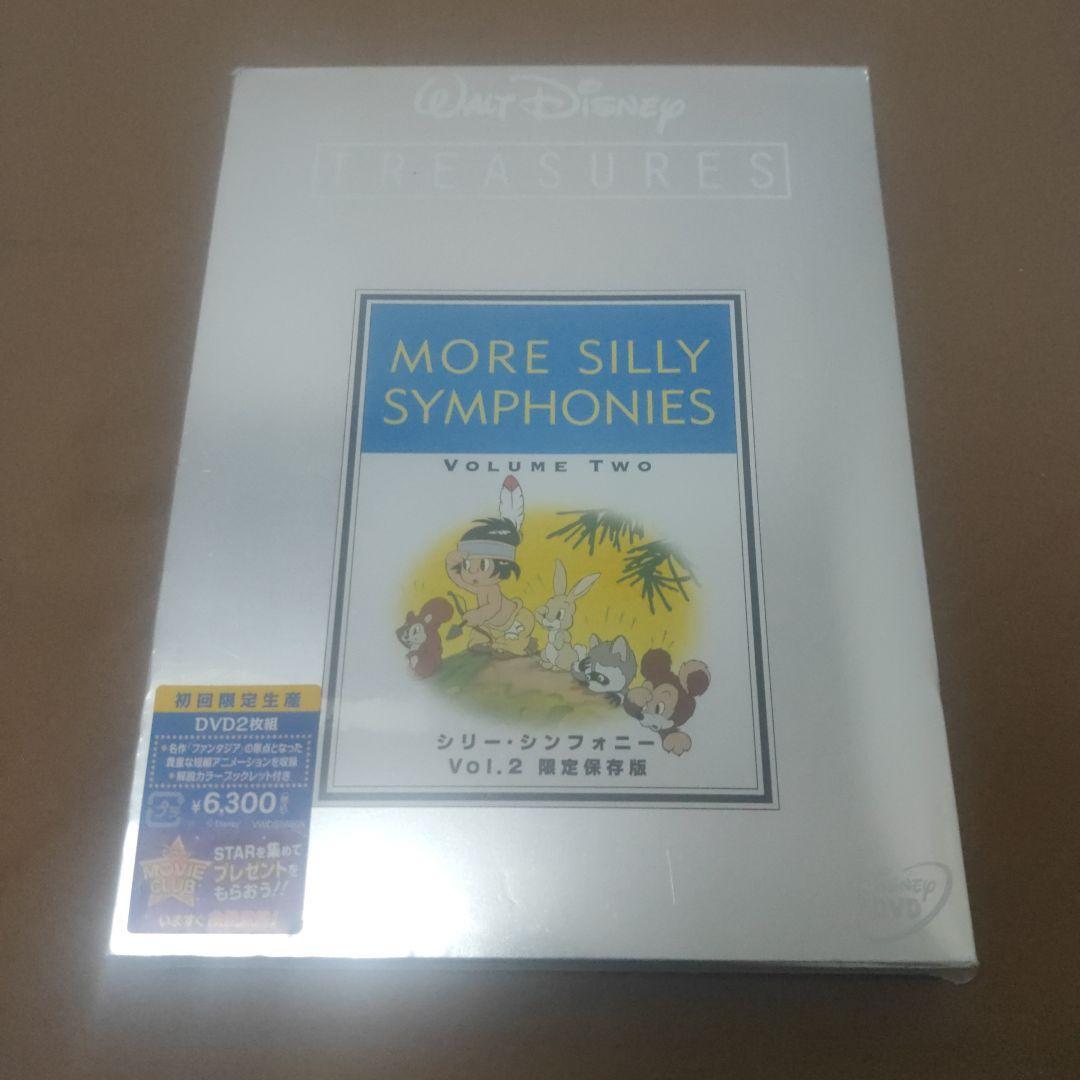 WALT DISNEY
TREASURES
MORE SILLY
SYMPHONIES
VOLUME TWO
シリー・シンフォニー
Vol.2 限定保存版
初回限定生産
DVD2枚組
*名作「ファンタジア」の原点となった
貴重な短編アニメーションを収録
*解説カラーブックレット付き
¥6,300
© Disney
MOVIE
CLUB
STARを集めて
プレゼントを
もらおう!!
いますぐ
DISNEY
DVD